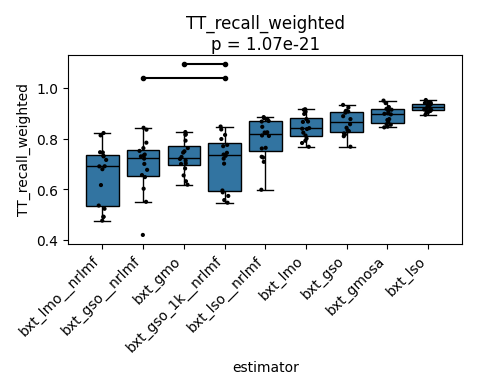 TT_recall_weighted
p = 1.07e-21
TT_recall_weighted
1.0
0.8
0.6
0.4
bxt_lmo__nrlmf
bxt_gso__nrlmf
bxt_gmo
bxt_gso_1k__nrlmf
bxt_lso__nrlmf
bxt_lmo
bxt_gso
bxt_gmosa
bxt_lso
estimator